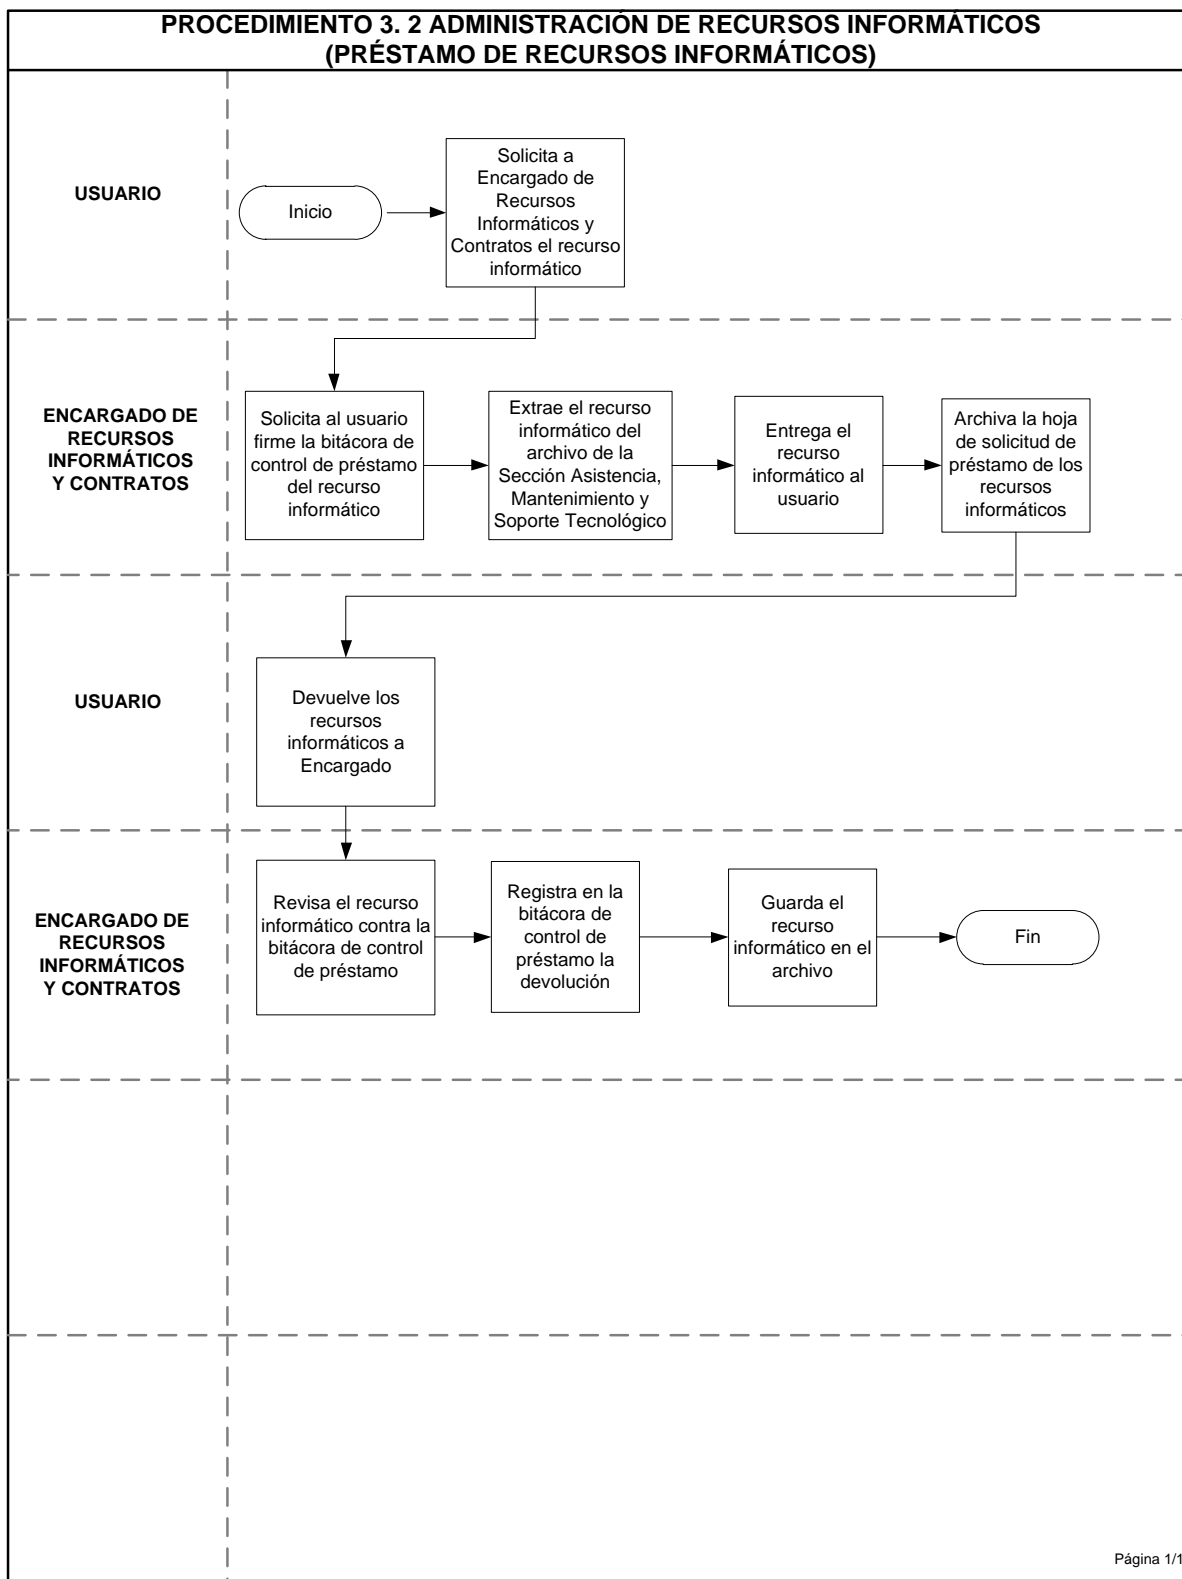 PROCEDIMIENTO 3. 2 ADMINISTRACIÓN DE RECURSOS INFORMÁTICOS
(PRÉSTAMO DE RECURSOS INFORMÁTICOS)
USUARIO
Inicio
Solicita a
Encargado de
Recursos
Informáticos y
Contratos el recurso
informático
ENCARGADO DE
RECURSOS
INFORMÁTICOS
Y CONTRATOS
Solicita al usuario
firme la bitácora de
control de préstamo
del recurso
informático
Extrae el recurso
informático del
archivo de la
Sección Asistencia,
Mantenimiento y
Soporte Tecnológico
Entrega el
recurso
informático al
usuario
Archiva la hoja
de solicitud de
préstamo de los
recursos
informáticos
USUARIO
Devuelve los
recursos
informáticos a
Encargado
ENCARGADO DE
RECURSOS
INFORMÁTICOS
Y CONTRATOS
Revisa el recurso
informático contra la
bitácora de control
de préstamo
Registra en la
bitácora de
control de
préstamo la
devolución
Guarda el
recurso
informático en el
archivo
Fin
Página 1/1